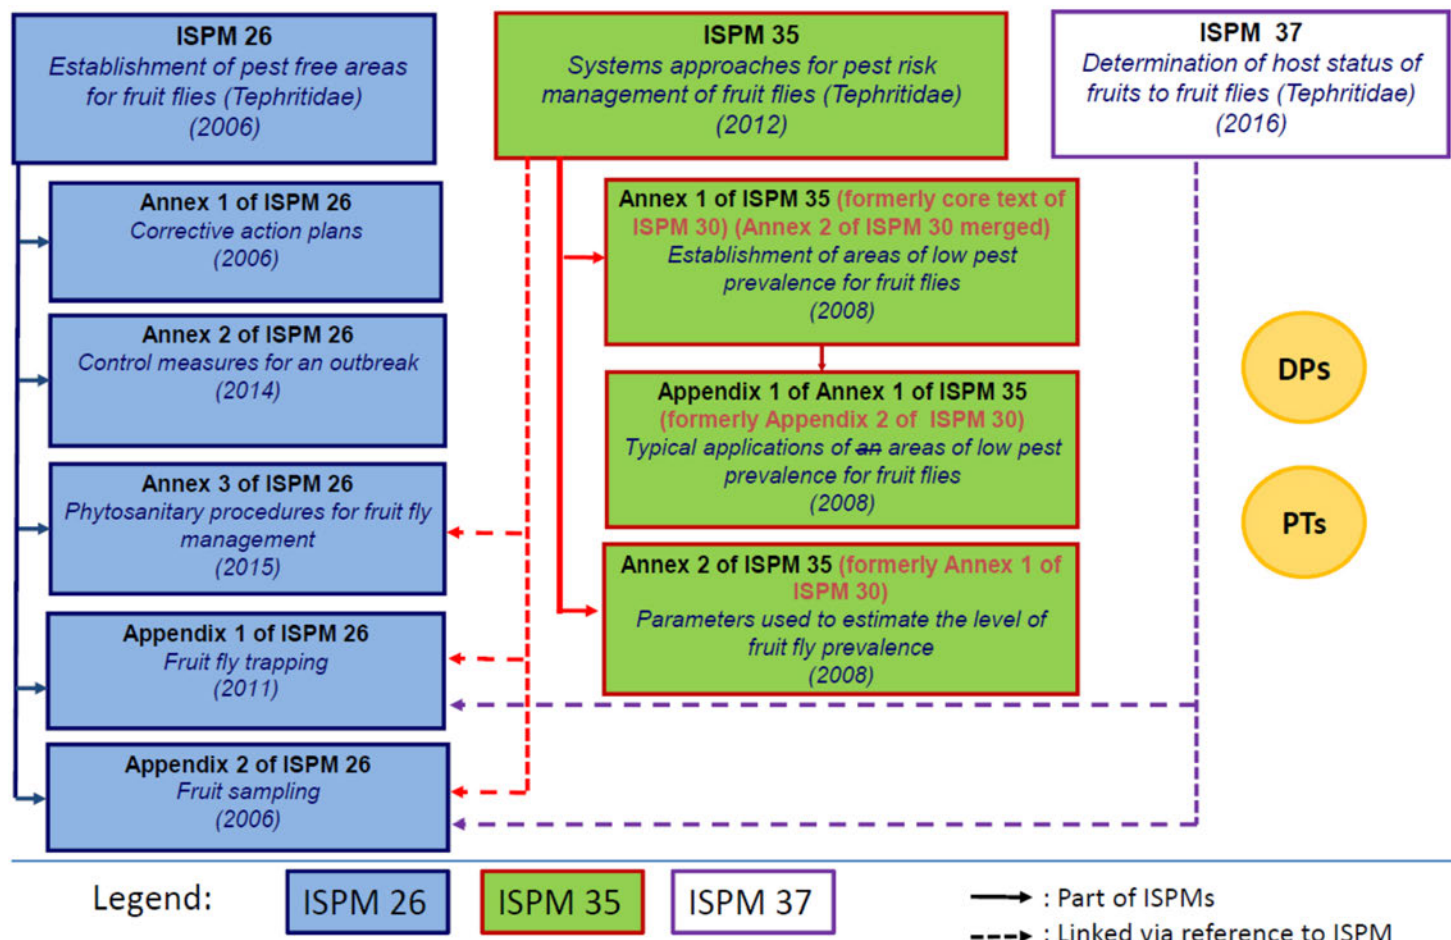 ISPM 26
Establishment of pest free areas
for fruit flies (Tephritidae)
(2006)
Annex 1 of ISPM 26
Corrective action plans
(2006)
Annex 2 of ISPM 26
Control measures for an outbreak
(2014)
Annex 3 of ISPM 26
Phytosanitary procedures for fruit fly
management
(2015)
Appendix 1 of ISPM 26
Fruit fly trapping
(2011)
Appendix 2 of ISPM 26
Fruit sampling
(2006)
ISPM 35
Systems approaches for pest risk
management of fruit flies (Tephritidae)
(2012)
Annex 1 of ISPM 35 (formerly core text of
ISPM 30) (Annex 2 of ISPM 30 merged)
Establishment of areas of low pest
prevalence for fruit flies
(2008)
Appendix 1 of Annex 1 of ISPM 35
(formerly Appendix 2 of ISPM 30)
Typical applications of an areas of low pest
prevalence for fruit flies
(2008)
Annex 2 of ISPM 35 (formerly Annex 1 of
ISPM 30)
Parameters used to estimate the level of
fruit fly prevalence
(2008)
ISPM 37
Determination of host status of
fruits to fruit flies (Tephritidae)
(2016)
DPs
PTs
Legend:
ISPM 26
ISPM 35
ISPM 37
: Part of ISPMs
: Linked via reference to ISPM